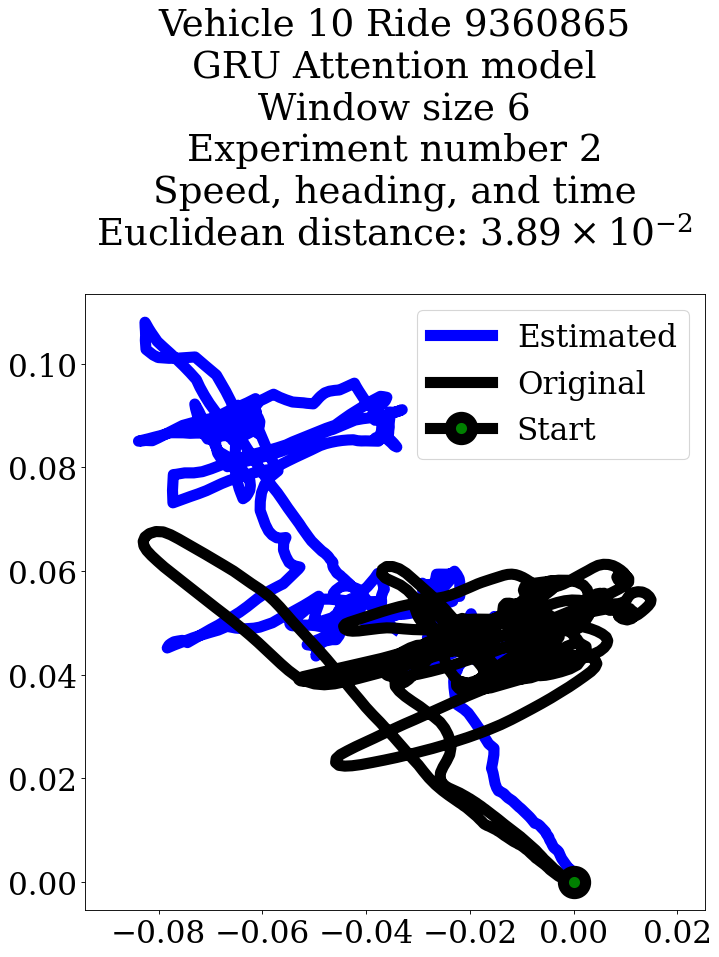 Vehicle 10 Ride 9360865
GRU Attention model
Window size 6
Experiment number 2
Speed, heading, and time
Euclidean distance: 3.89 × 10⁻²
Estimated
Original
Start
0.10
0.08
0.06
0.04
0.02
0.00
−0.08 −0.06 −0.04 −0.02 0.00 0.02